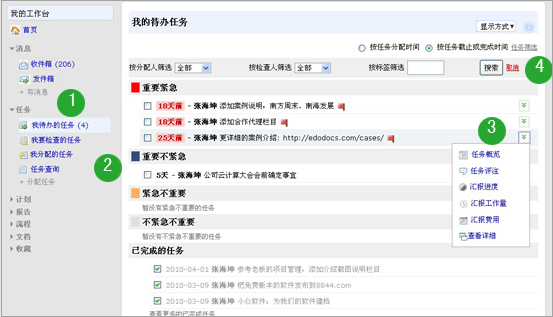 我的工作台
首页
消息
收件箱 (206)
发件箱
+ 写消息
1
任务
我待办的任务 (4)
我要检查的任务
我分配的任务
2
任务查询
+ 分配任务
计划
报告
流程
文档
收藏
我的待办任务
显示方式
按任务分配时间 按任务截止或完成时间 任务筛选
按分配人筛选 全部 按检查人筛选 全部 按标签筛选 搜索 取消
4
重要紧急
18天前 - 张海坤 添加案例说明，南方周末、南海发展
18天前 - 张海坤 添加合作代理栏目
3
25天前 - 张海坤 更详细的案例介绍: http://edodocs.com/cases/
任务概览
任务评注
汇报进度
汇报工作量
汇报费用
查看详细
重要不紧急
5天 - 张海坤 公司云计算大会会前确定事宜
紧急不重要
暂没有紧急不重要的任务
不紧急不重要
暂没有不紧急不重要的任务
已完成的任务
2010-04-01 张海坤 参考老板的项目管理，添加介绍截图说明栏目
2010-03-09 张海坤 把免费版本的软件发布到8844.com
2010-03-09 张海坤 小众软件：为我们的软件建档
查看更多的已完成任务